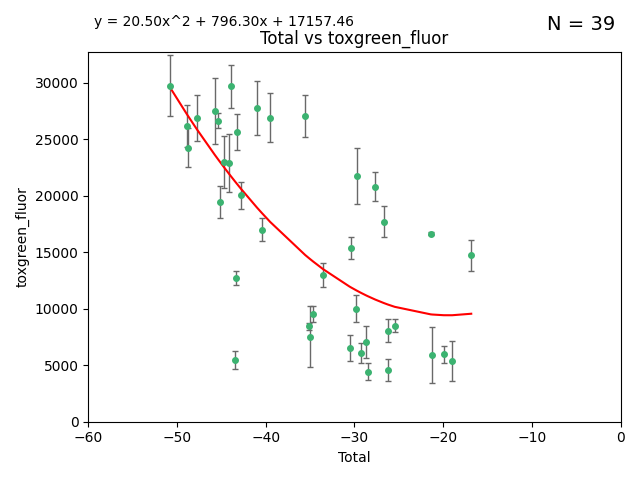 y = 20.50x^2 + 796.30x + 17157.46
N = 39
Total vs toxgreen_fluor
30000
25000
20000
15000
10000
5000
0
toxgreen_fluor
−60
−50
−40
−30
−20
−10
0
Total